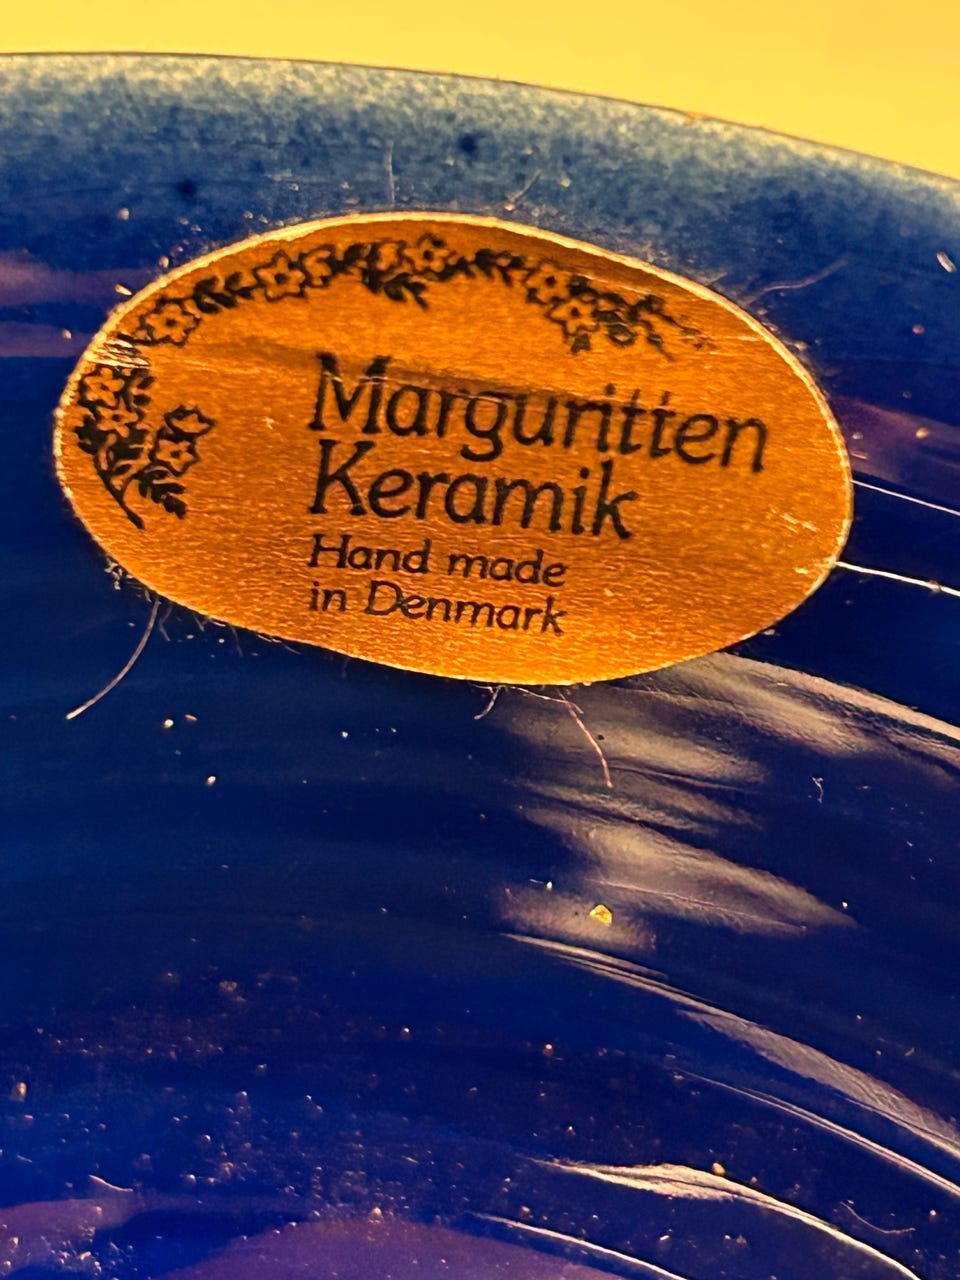 Marguritten
Keramik
Hand made
in Denmark